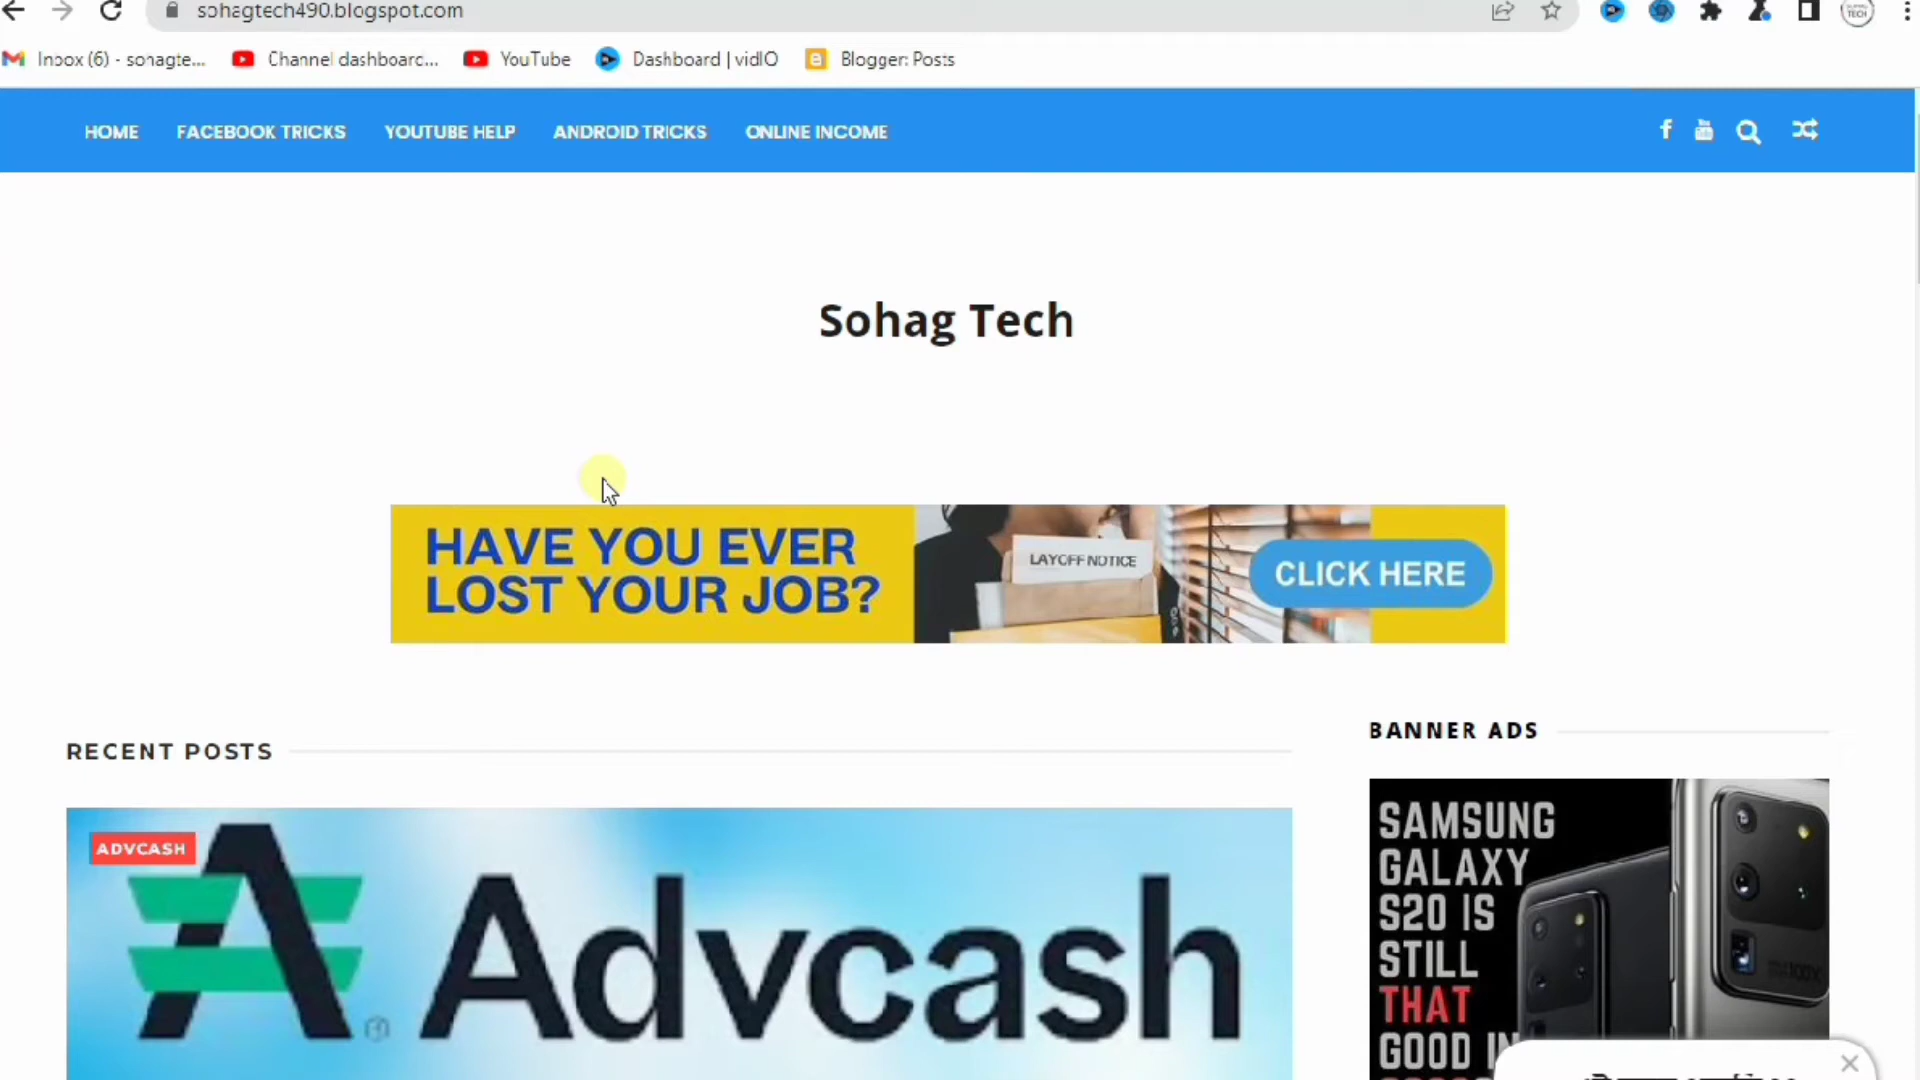 sohagtech490.blogspot.com
Inbox (6) - sohagte... Channel dashboard... YouTube Dashboard | vidIQ Blogger: Posts
HOME FACEBOOK TRICKS YOUTUBE HELP ANDROID TRICKS ONLINE INCOME
Sohag Tech
HAVE YOU EVER
LOST YOUR JOB?
LAYOFF NOTICE
CLICK HERE
RECENT POSTS
ADVCASH
Advcash
BANNER ADS
SAMSUNG
GALAXY
S20 IS
STILL
THAT
GOOD IN